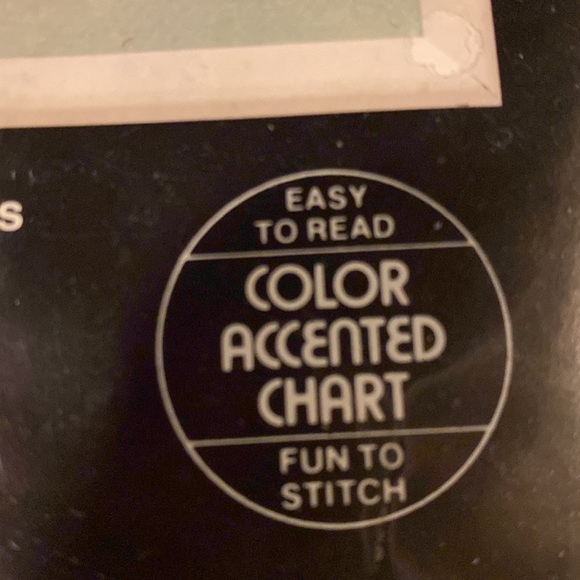 s
EASY
TO READ
COLOR
ACCENTED
CHART
FUN TO
STITCH